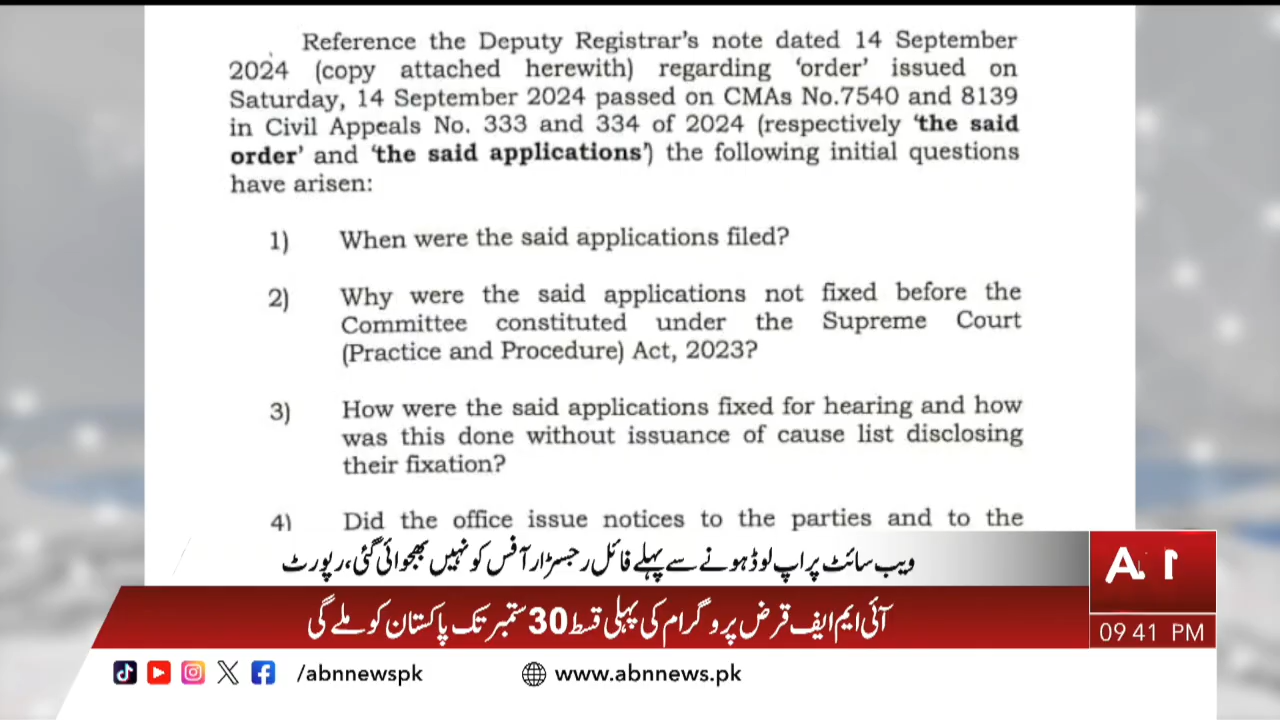 Reference the Deputy Registrar's note dated 14 September
2024 (copy attached herewith) regarding 'order' issued on
Saturday, 14 September 2024 passed on CMAs No.7540 and 8139
in Civil Appeals No. 333 and 334 of 2024 (respectively 'the said
order' and 'the said applications') the following initial questions
have arisen:
1) When were the said applications filed?
2) Why were the said applications not fixed before the
Committee constituted under the Supreme Court
(Practice and Procedure) Act, 2023?
3) How were the said applications fixed for hearing and how
was this done without issuance of cause list disclosing
their fixation?
4) Did the office issue notices to the parties and to the
ویب سائٹ پر اپ لوڈ ہونے سے پہلے فائل رجسٹرار آفس کو نہیں بھجوائی گئی، رپورٹ
آئی ایم ایف قرض پروگرام کی پہلی قسط 30 ستمبر تک پاکستان کو ملے گی
09 41 PM
/abnnewspk
www.abnnews.pk